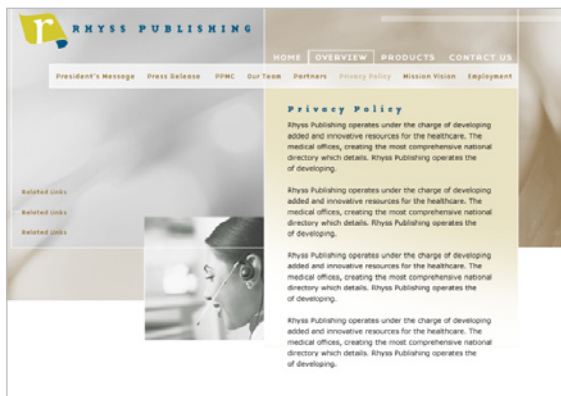 r RHYSS PUBLISHING
HOME OVERVIEW PRODUCTS CONTACT US
President's Message Press Release PPMC Our Team Partners Privacy Policy Mission Vision Employment
Privacy Policy
Rhyss Publishing operates under the charge of developing
added and innovative resources for the healthcare. The
medical offices, creating the most comprehensive national
directory which details. Rhyss Publishing operates the
of developing.
Rhyss Publishing operates under the charge of developing
added and innovative resources for the healthcare. The
medical offices, creating the most comprehensive national
directory which details. Rhyss Publishing operates the
of developing.
Rhyss Publishing operates under the charge of developing
added and innovative resources for the healthcare. The
medical offices, creating the most comprehensive national
directory which details. Rhyss Publishing operates the
of developing.
Rhyss Publishing operates under the charge of developing
added and innovative resources for the healthcare. The
medical offices, creating the most comprehensive national
directory which details. Rhyss Publishing operates the
of developing.
Related Links
Related Links
Related Links